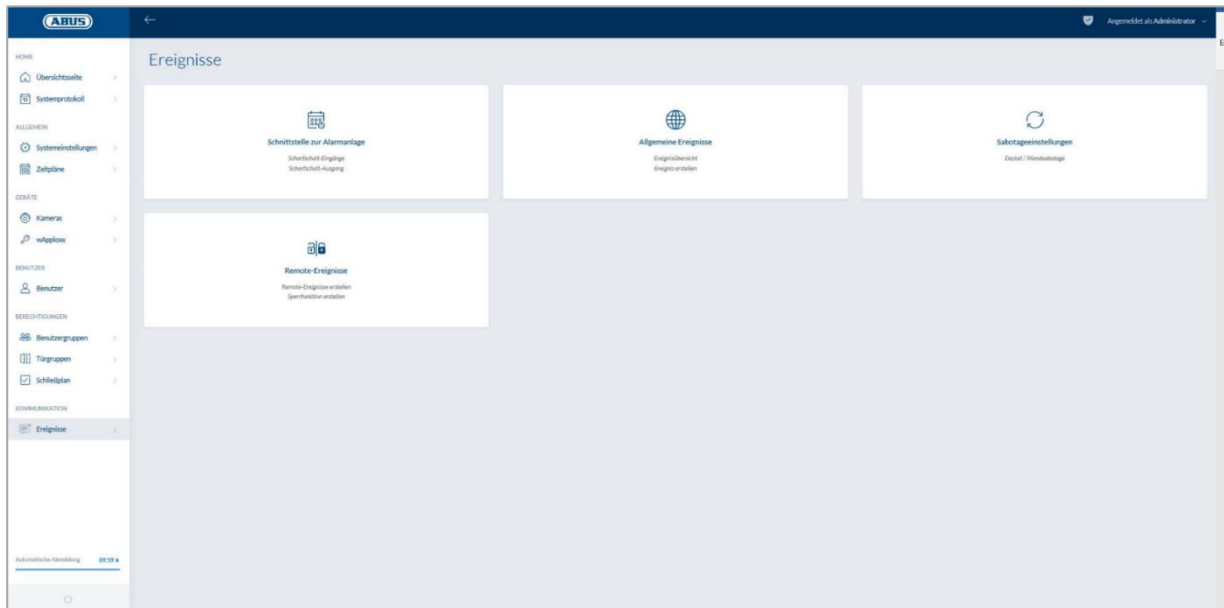 ABUS
Angemeldet als Administrator
HOME
Übersichtsseite
Systemprotokoll
ALLGEMEIN
Systemeinstellungen
Zeitpläne
GERÄTE
Kameras
wApploxx
BENUTZER
Benutzer
BERECHTIGUNGEN
Benutzergruppen
Türgruppen
Schließplan
KOMMUNIKATION
Ereignisse
Automatische Abmeldung 09:59
Ereignisse
Schnittstelle zur Alarmanlage
Scharfschalt-Eingänge
Scharfschalt-Ausgang
Allgemeine Ereignisse
Ereignisübersicht
Ereignis erstellen
Sabotageeinstellungen
Deckel / Wandsabotage
Remote-Ereignisse
Remote-Ereignisse erstellen
Sperrfunktion erstellen